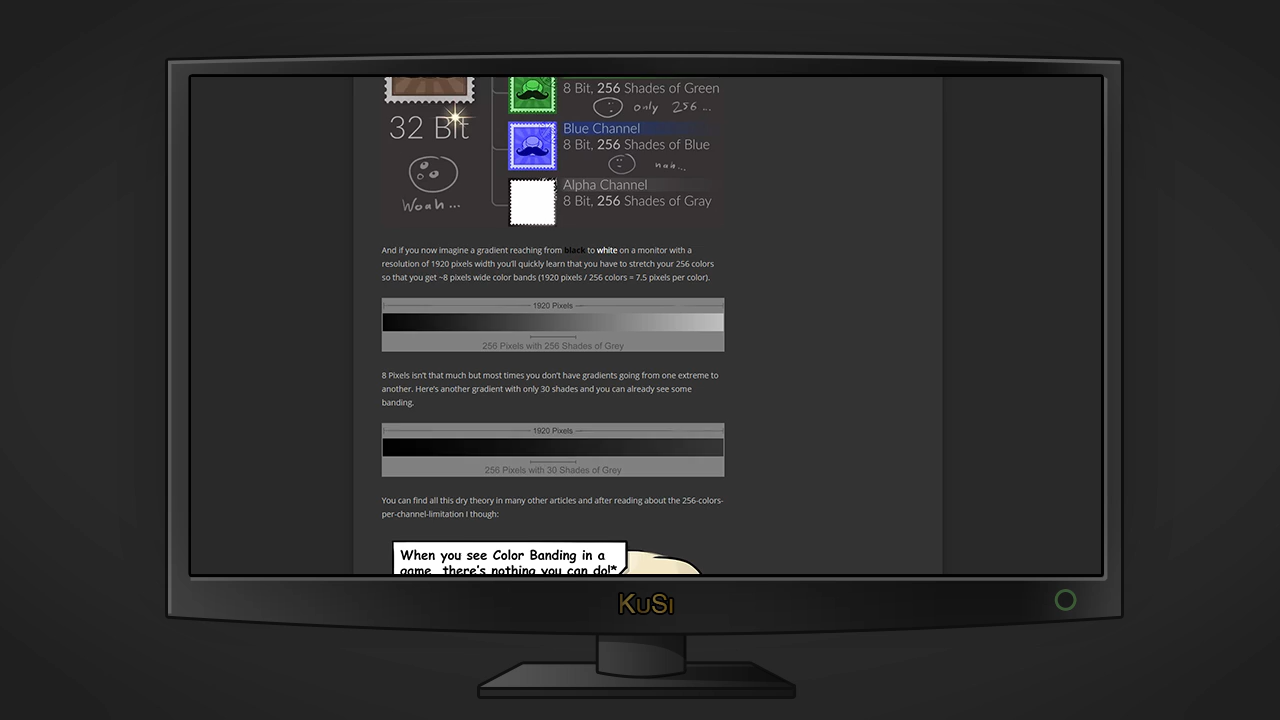 8 Bit, 256 Shades of Green
only 256 ...
32 Bit
Blue Channel
8 Bit, 256 Shades of Blue
nah...
Woah ...
Alpha Channel
8 Bit, 256 Shades of Gray
And if you now imagine a gradient reaching from black to white on a monitor with a
resolution of 1920 pixels width you'll quickly learn that you have to stretch your 256 colors
so that you get ~8 pixels wide color bands (1920 pixels / 256 colors = 7.5 pixels per color).
1920 Pixels
256 Pixels with 256 Shades of Grey
8 Pixels isn't that much but most times you don't have gradients going from one extreme to
another. Here's another gradient with only 30 shades and you can already see some
banding.
1920 Pixels
256 Pixels with 30 Shades of Grey
You can find all this dry theory in many other articles and after reading about the 256-colors-
per-channel-limitation I though:
When you see Color Banding in a
game, there's nothing you can do!*
KuSi